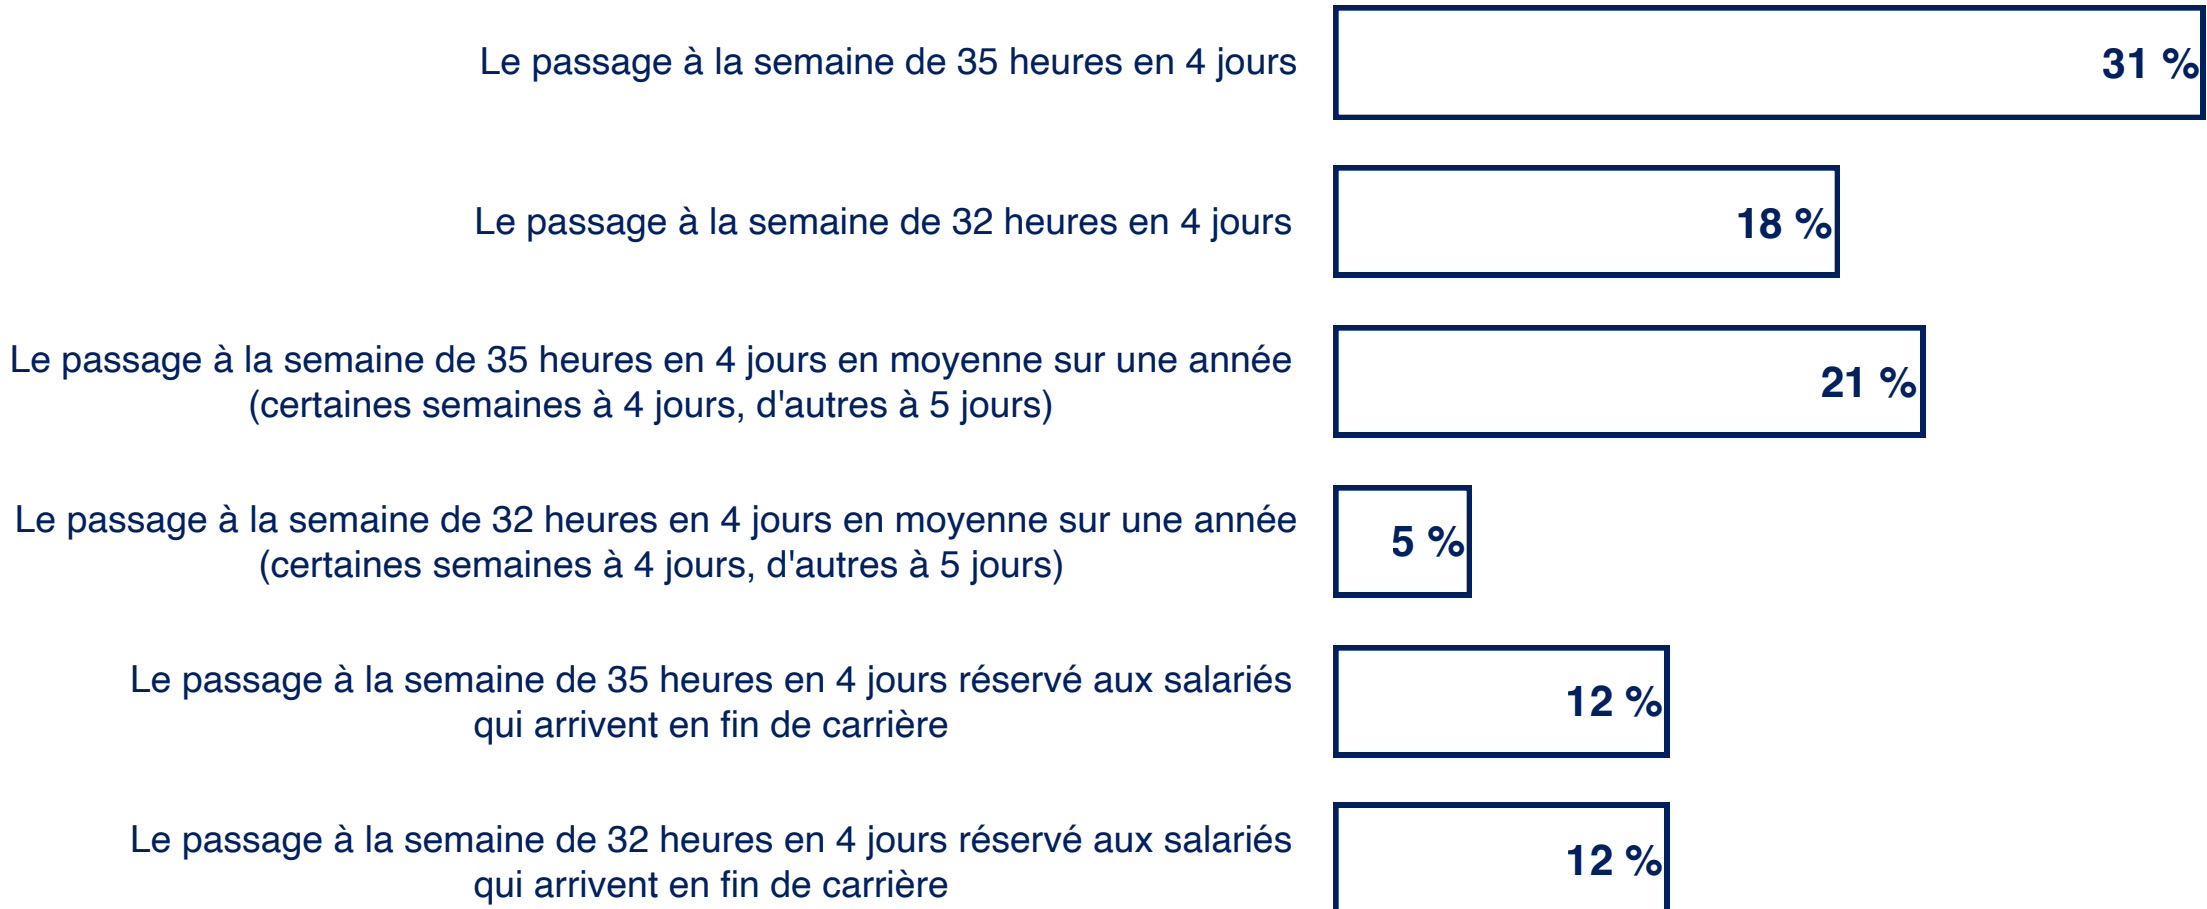 Le passage à la semaine de 35 heures en 4 jours
31 %
Le passage à la semaine de 32 heures en 4 jours
18 %
Le passage à la semaine de 35 heures en 4 jours en moyenne sur une année
(certaines semaines à 4 jours, d'autres à 5 jours)
21 %
Le passage à la semaine de 32 heures en 4 jours en moyenne sur une année
(certaines semaines à 4 jours, d'autres à 5 jours)
5 %
Le passage à la semaine de 35 heures en 4 jours réservé aux salariés
qui arrivent en fin de carrière
12 %
Le passage à la semaine de 32 heures en 4 jours réservé aux salariés
qui arrivent en fin de carrière
12 %